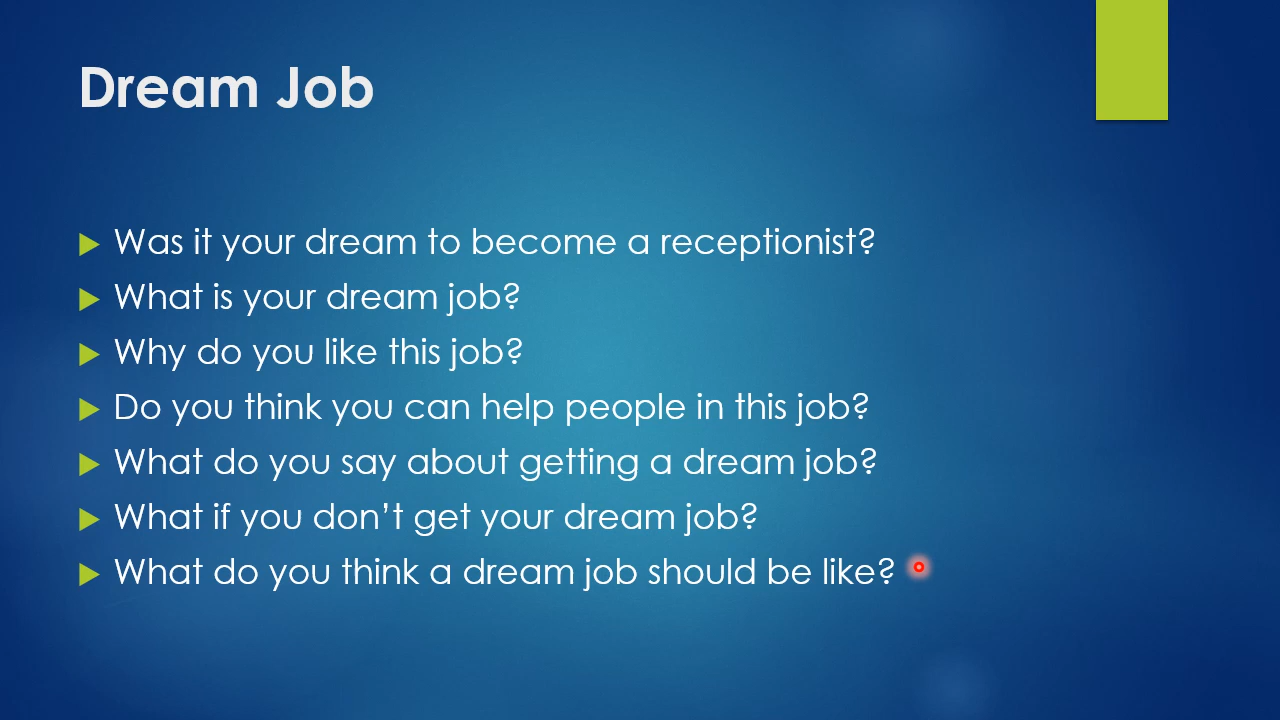 Dream Job
Was it your dream to become a receptionist?
What is your dream job?
Why do you like this job?
Do you think you can help people in this job?
What do you say about getting a dream job?
What if you don’t get your dream job?
What do you think a dream job should be like?